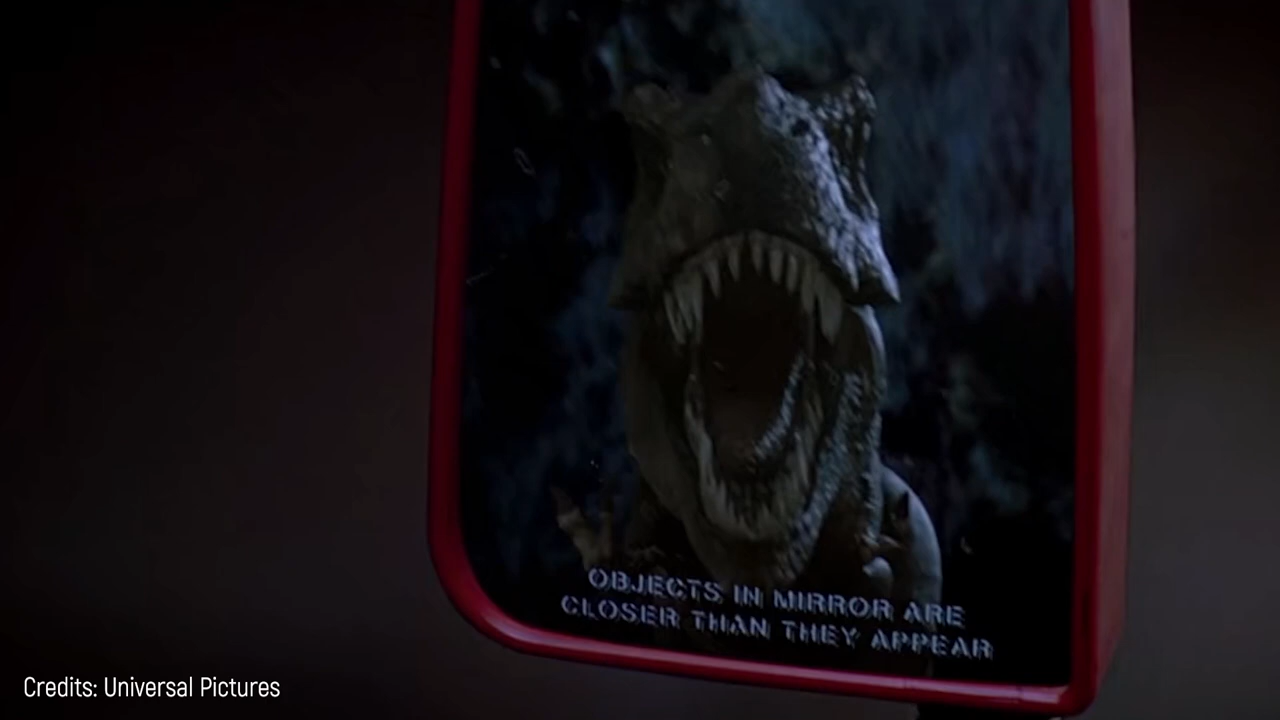 OBJECTS IN MIRROR ARE
CLOSER THAN THEY APPEAR
Credits: Universal Pictures